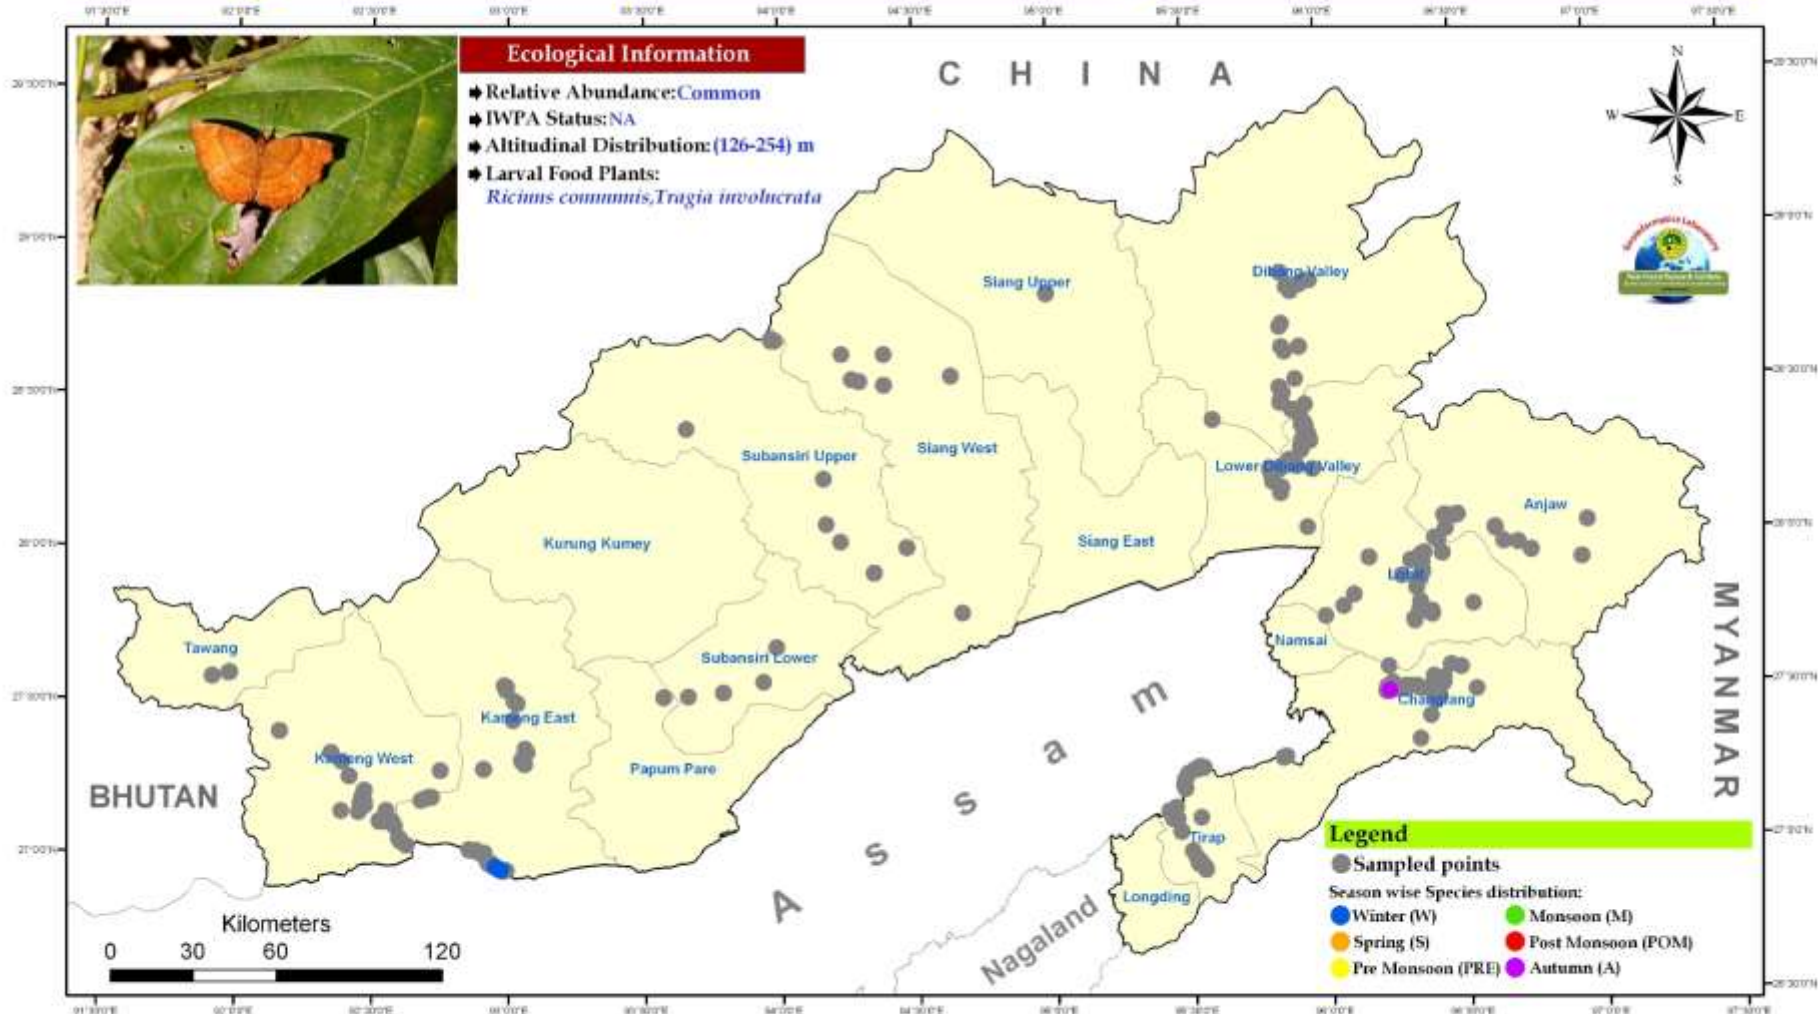 Ecological Information
Relative Abundance:Common
IWPA Status:NA
Altitudinal Distribution:(126-254) m
Larval Food Plants:
Ricinus communis,Tragia involucrata
C H I N A
N
W E
S
Siang Upper
Dibang Valley
Subansiri Upper
Siang West
Lower Dibang Valley
Anjaw
Kurung Kumey
Siang East
Lohit
Namsai
Tawang
Subansiri Lower
Changlang
Kameng East
Kameng West
Papum Pare
BHUTAN
MYANMAR
Assam
Tirap
Longding
Nagaland
Kilometers
0 30 60 120
Legend
Sampled points
Season wise Species distribution:
Winter (W)
Monsoon (M)
Spring (S)
Post Monsoon (POM)
Pre Monsoon (PRE)
Autumn (A)